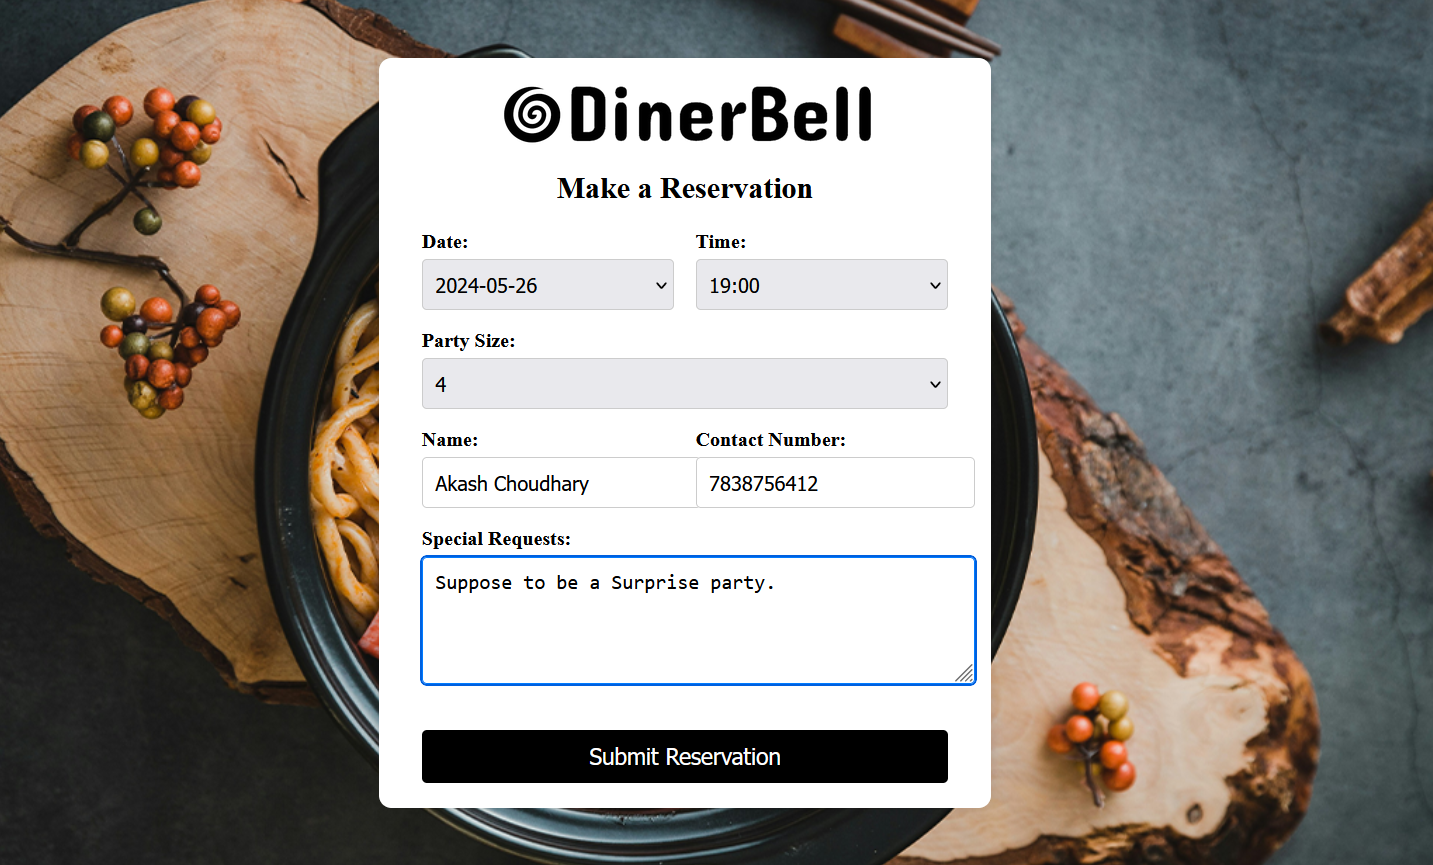 DinerBell
Make a Reservation
Date: Time:
2024-05-26 19:00
Party Size:
4
Name: Contact Number:
Akash Choudhary 7838756412
Special Requests:
Suppose to be a Surprise party.
Submit Reservation